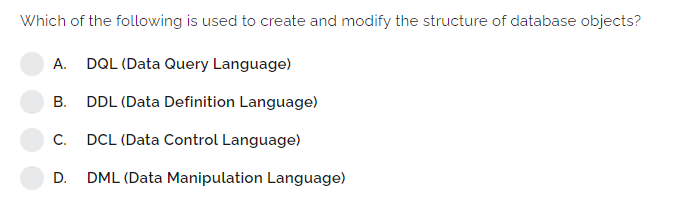 Which of the following is used to create and modify the structure of database objects?
A. DQL (Data Query Language)
B. DDL (Data Definition Language)
C. DCL (Data Control Language)
D. DML (Data Manipulation Language)